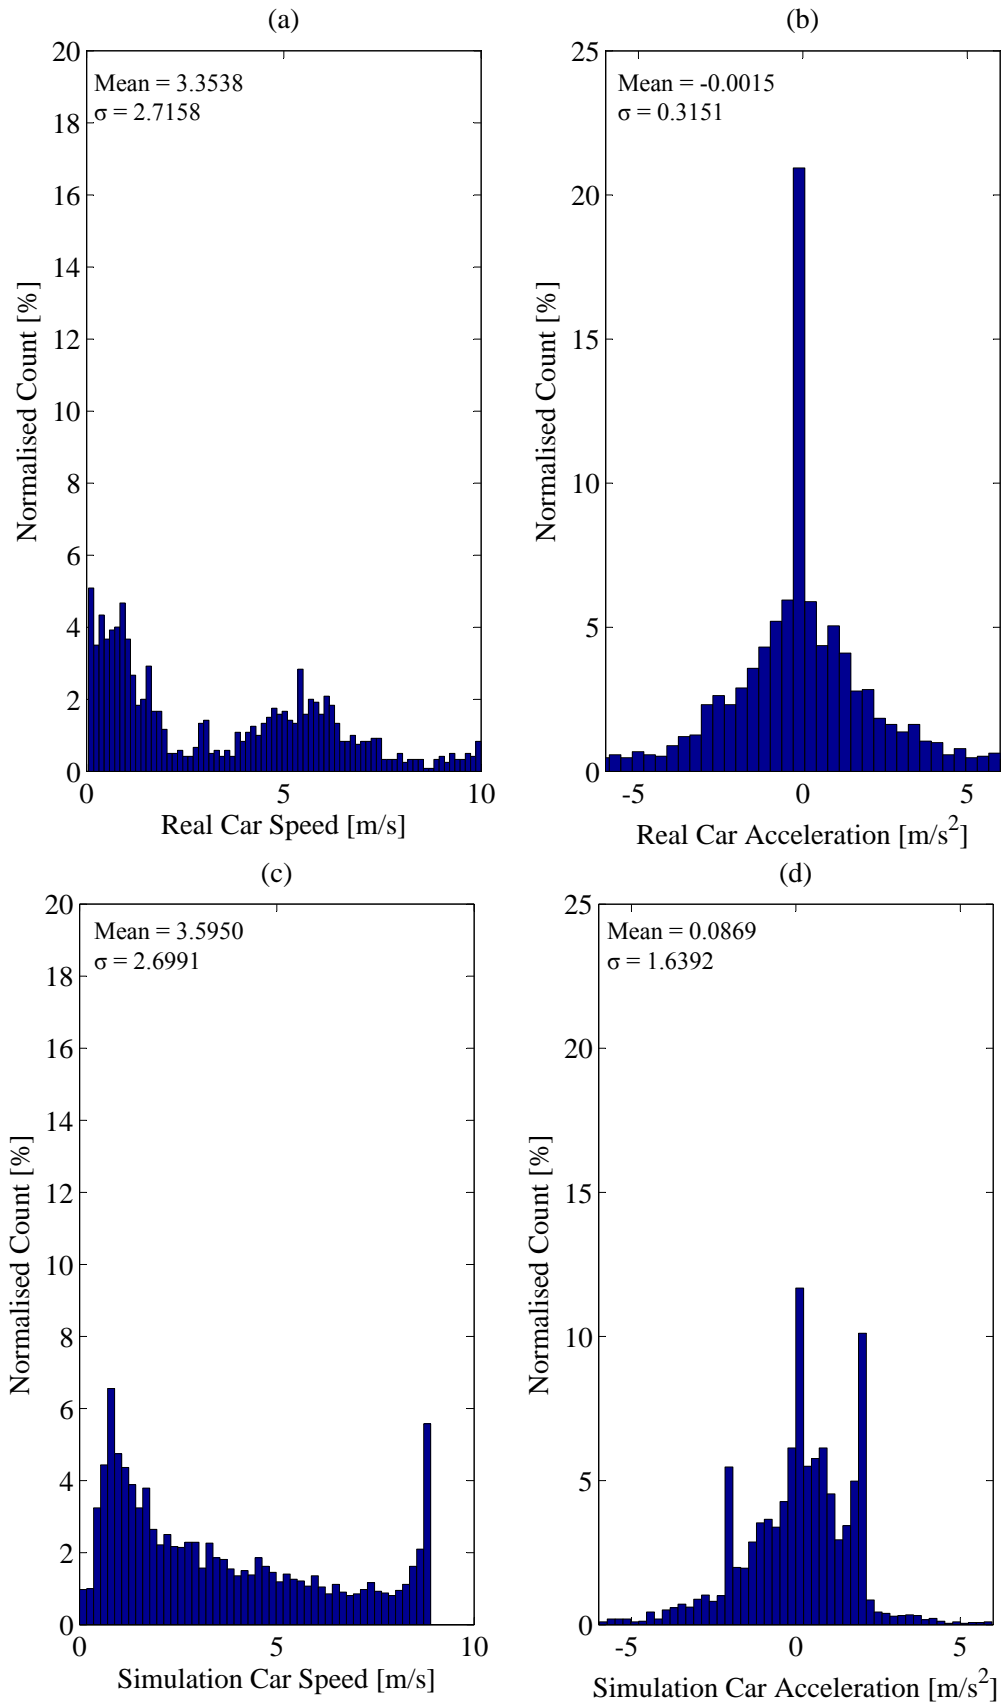 (a)
Mean = 3.3538
σ = 2.7158
20
18
16
14
12
10
8
6
4
2
0
Normalised Count [%]
0 5 10
Real Car Speed [m/s]
(b)
Mean = -0.0015
σ = 0.3151
25
20
15
10
5
0
Normalised Count [%]
-5 0 5
Real Car Acceleration [m/s²]
(c)
Mean = 3.5950
σ = 2.6991
20
18
16
14
12
10
8
6
4
2
0
Normalised Count [%]
0 5 10
Simulation Car Speed [m/s]
(d)
Mean = 0.0869
σ = 1.6392
25
20
15
10
5
0
Normalised Count [%]
-5 0 5
Simulation Car Acceleration [m/s²]